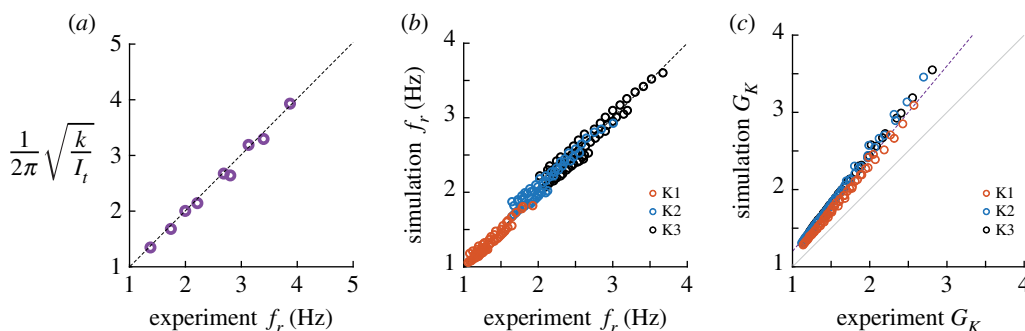 (a)
5
4
3
2
1
1 2 3 4 5
1/2π √k/I_t
experiment f_r (Hz)
(b)
4
3
2
1
1 2 3 4
simulation f_r (Hz)
K1
K2
K3
experiment f_r (Hz)
(c)
4
3
2
1
1 2 3 4
simulation G_K
K1
K2
K3
experiment G_K